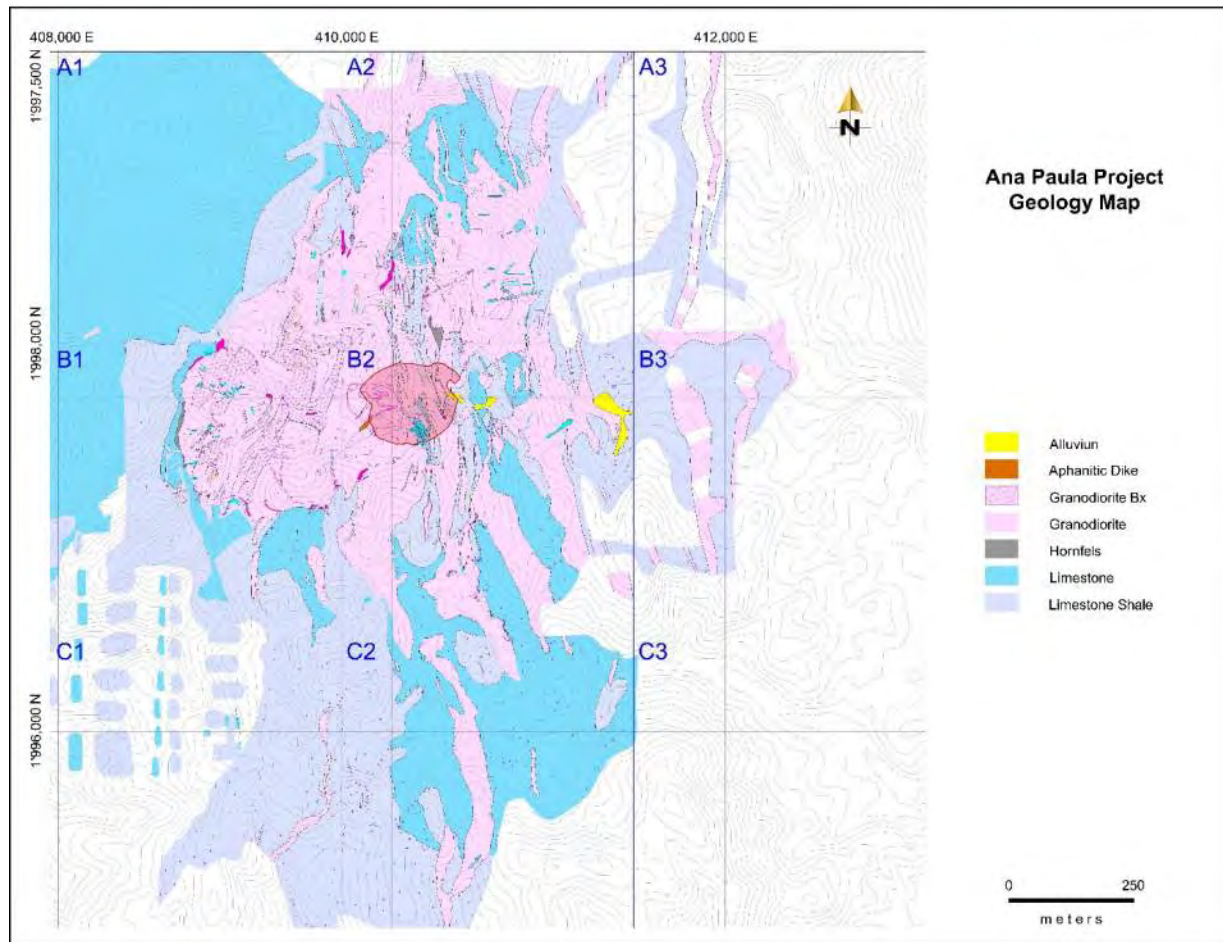 408,000 E
410,000 E
412,000 E
1'997,500 N
A1
A2
A3
N
Ana Paula Project
Geology Map
1'998,000 N
B1
B2
B3
Alluviun
Aphanitic Dike
Granodiorite Bx
Granodiorite
Hornfels
Limestone
Limestone Shale
C1
C2
C3
1'996,000 N
0
250
meters